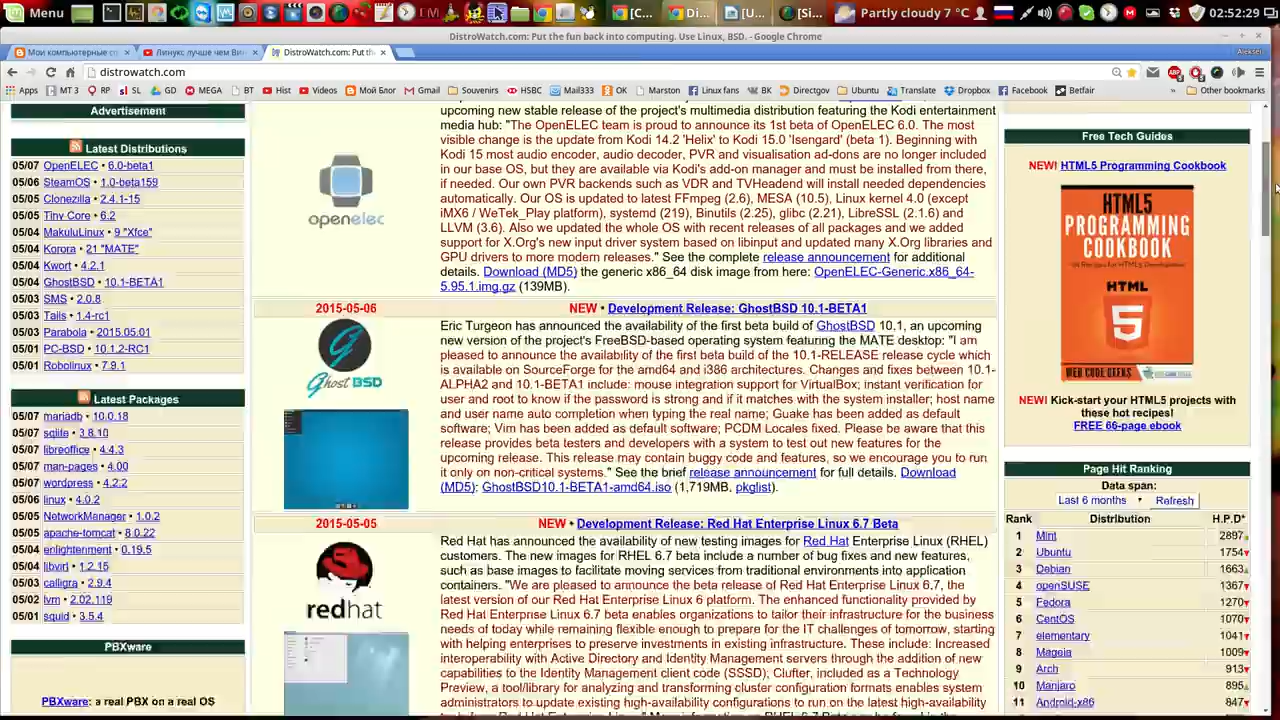 Menu
[C...
Di...
[U...
[Si...
Partly cloudy 7 °C
02:52:29
DistroWatch.com: Put the fun back into computing. Use Linux, BSD. - Google Chrome
Мои компьютерные со
Линукс лучше чем Вин
DistroWatch.com: Put the
Aleksei
distrowatch.com
Apps
MT 3
RP
SL
GD
MEGA
BT
Hist
Videos
Мой Блог
Gmail
Souvenirs
HSBC
Mail333
OK
Marston
Linux fans
BK
DirectGov
Ubuntu
Translate
Dropbox
Facebook
Betfair
»
Other bookmarks
Advertisement
Latest Distributions
05/07 OpenELEC • 6.0-beta1
05/06 SteamOS • 1.0-beta159
05/05 Clonezilla • 2.4.1-15
05/05 Tiny Core • 6.2
05/04 MakuluLinux • 9 "Xfce"
05/04 Korora • 21 "MATE"
05/04 Kwort • 4.2.1
05/04 GhostBSD • 10.1-BETA1
05/03 SMS • 2.0.8
05/03 Tails • 1.4-rc1
05/03 Parabola • 2015.05.01
05/01 PC-BSD • 10.1.2-RC1
05/01 Robolinux • 7.9.1
Latest Packages
05/07 mariadb • 10.0.18
05/07 sqlite • 3.8.10
05/07 libreoffice • 4.4.3
05/07 man-pages • 4.00
05/07 wordpress • 4.2.2
05/06 linux • 4.0.2
05/05 NetworkManager • 1.0.2
05/05 apache-tomcat • 8.0.22
05/04 enlightenment • 0.19.5
05/04 libvirt • 1.2.15
05/03 calligra • 2.9.4
05/02 lvm • 2.02.119
05/01 squid • 3.5.4
PBXware
PBXware: a real PBX on a real OS
upcoming new stable release of the project's multimedia distribution featuring the Kodi entertainment
media hub: "The OpenELEC team is proud to announce its 1st beta of OpenELEC 6.0. The most
visible change is the update from Kodi 14.2 'Helix' to Kodi 15.0 'Isengard' (beta 1). Beginning with
Kodi 15 most audio encoder, audio decoder, PVR and visualisation ad-dons are no longer included
in our base OS, but they are available via Kodi's add-on manager and must be installed from there,
if needed. Our own PVR backends such as VDR and TVHeadend will install needed dependencies
automatically. Our OS is updated to latest FFmpeg (2.6), MESA (10.5), Linux kernel 4.0 (except
iMX6 / WeTek_Play platform), systemd (219), Binutils (2.25), glibc (2.21), LibreSSL (2.1.6) and
LLVM (3.6). Also we updated the whole OS with recent releases of all packages and we added
support for X.Org's new input driver system based on libinput and updated many X.Org libraries and
GPU drivers to more modern releases." See the complete release announcement for additional
details. Download (MD5) the generic x86_64 disk image from here: OpenELEC-Generic.x86_64-
5.95.1.img.gz (139MB).
openelec
2015-05-06
NEW • Development Release: GhostBSD 10.1-BETA1
Ghost BSD
Eric Turgeon has announced the availability of the first beta build of GhostBSD 10.1, an upcoming
new version of the project's FreeBSD-based operating system featuring the MATE desktop: "I am
pleased to announce the availability of the first beta build of the 10.1-RELEASE release cycle which
is available on SourceForge for the amd64 and i386 architectures. Changes and fixes between 10.1-
ALPHA2 and 10.1-BETA1 include: mouse integration support for VirtualBox; instant verification for
user and root to know if the password is strong and if it matches with the system installer; host name
and user name auto completion when typing the real name; Guake has been added as default
software; Vim has been added as default software; PCDM Locales fixed. Please be aware that this
release provides beta testers and developers with a system to test out new features for the
upcoming release. This release may contain buggy code and features, so we encourage you to run
it only on non-critical systems." See the brief release announcement for full details. Download
(MD5): GhostBSD10.1-BETA1-amd64.iso (1,719MB, pkglist).
2015-05-05
NEW • Development Release: Red Hat Enterprise Linux 6.7 Beta
redhat
Red Hat has announced the availability of new testing images for Red Hat Enterprise Linux (RHEL)
customers. The new images for RHEL 6.7 beta include a number of bug fixes and new features,
such as base images to facilitate moving services from traditional environments into application
containers. "We are pleased to announce the beta release of Red Hat Enterprise Linux 6.7, the
latest version of our Red Hat Enterprise Linux 6 platform. The enhanced functionality provided by
Red Hat Enterprise Linux 6.7 beta enables organizations to tailor their infrastructure for the business
needs of today while remaining flexible enough to prepare for the IT challenges of tomorrow, starting
with helping enterprises to preserve investments in existing infrastructure. These include: Increased
interoperability with Active Directory and Identity Management servers through the addition of new
capabilities to the Identity Management client code (SSSD); Clufter, included as a Technology
Preview, a tool/library for analyzing and transforming cluster configuration formats enables system
administrators to update existing high-availability configurations to run on the latest high-availability
Free Tech Guides
NEW! HTML5 Programming Cookbook
HTML5
PROGRAMMING
COOKBOOK
HTML
5
WEB CODE GEEKS
NEW! Kick-start your HTML5 projects with
these hot recipes!
FREE 66-page ebook
Page Hit Ranking
Data span:
Last 6 months
Refresh
Rank Distribution H.P.D*
1 Mint 2897
2 Ubuntu 1754
3 Debian 1663
4 openSUSE 1367
5 Fedora 1270
6 CentOS 1070
7 elementary 1041
8 Mageia 1009
9 Arch 913
10 Manjaro 895
11 Android-x86 847